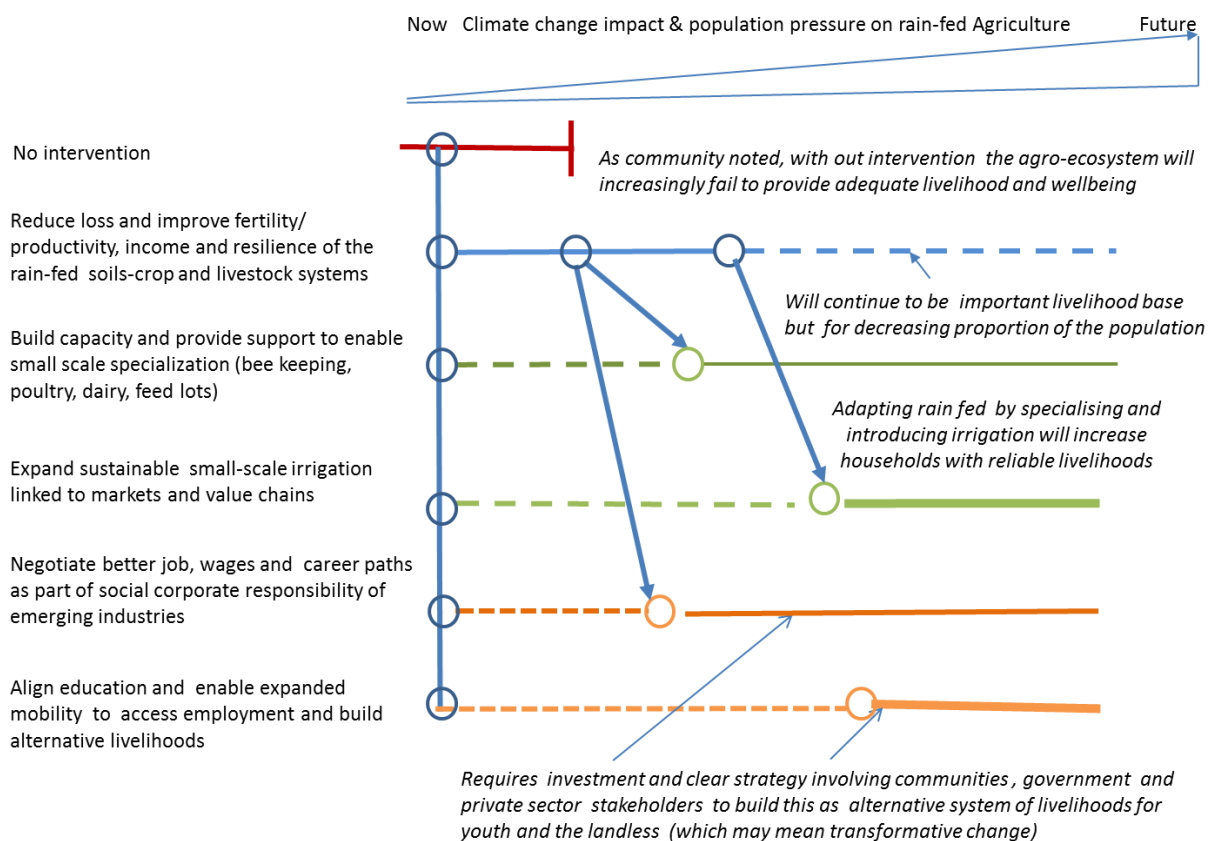 Now Climate change impact & population pressure on rain-fed Agriculture Future
No intervention
As community noted, with out intervention the agro-ecosystem will
increasingly fail to provide adequate livelihood and wellbeing
Reduce loss and improve fertility/
productivity, income and resilience of the
rain-fed soils-crop and livestock systems
Will continue to be important livelihood base
but for decreasing proportion of the population
Build capacity and provide support to enable
small scale specialization (bee keeping,
poultry, dairy, feed lots)
Adapting rain fed by specialising and
introducing irrigation will increase
households with reliable livelihoods
Expand sustainable small-scale irrigation
linked to markets and value chains
Negotiate better job, wages and career paths
as part of social corporate responsibility of
emerging industries
Align education and enable expanded
mobility to access employment and build
alternative livelihoods
Requires investment and clear strategy involving communities , government and
private sector stakeholders to build this as alternative system of livelihoods for
youth and the landless (which may mean transformative change)